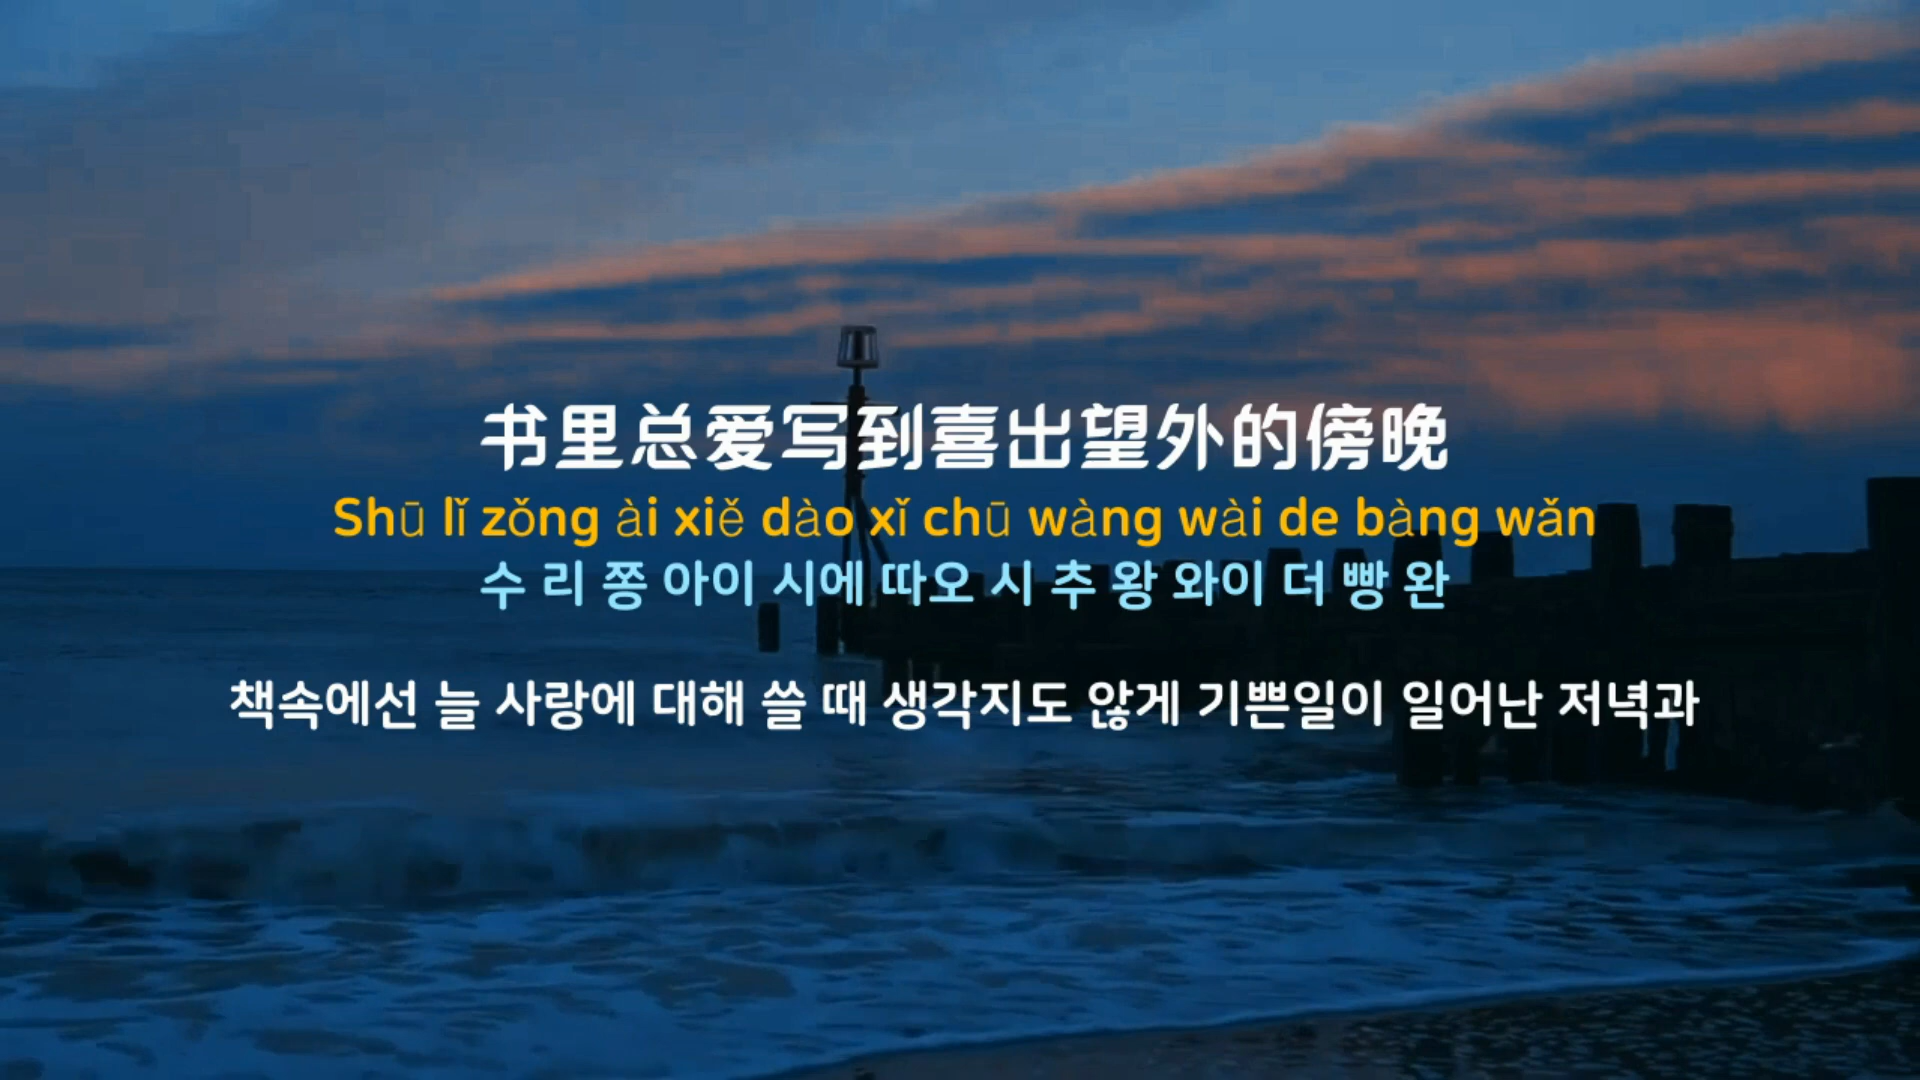 书里总爱写到喜出望外的傍晚
Shū lǐ zǒng ài xiě dào xǐ chū wàng wài de bàng wǎn
수 리 쫑 아이 시에 따오 시 추 왕 와이 더 빵 완
책속에선 늘 사랑에 대해 쓸 때 생각지도 않게 기쁜일이 일어난 저녁과